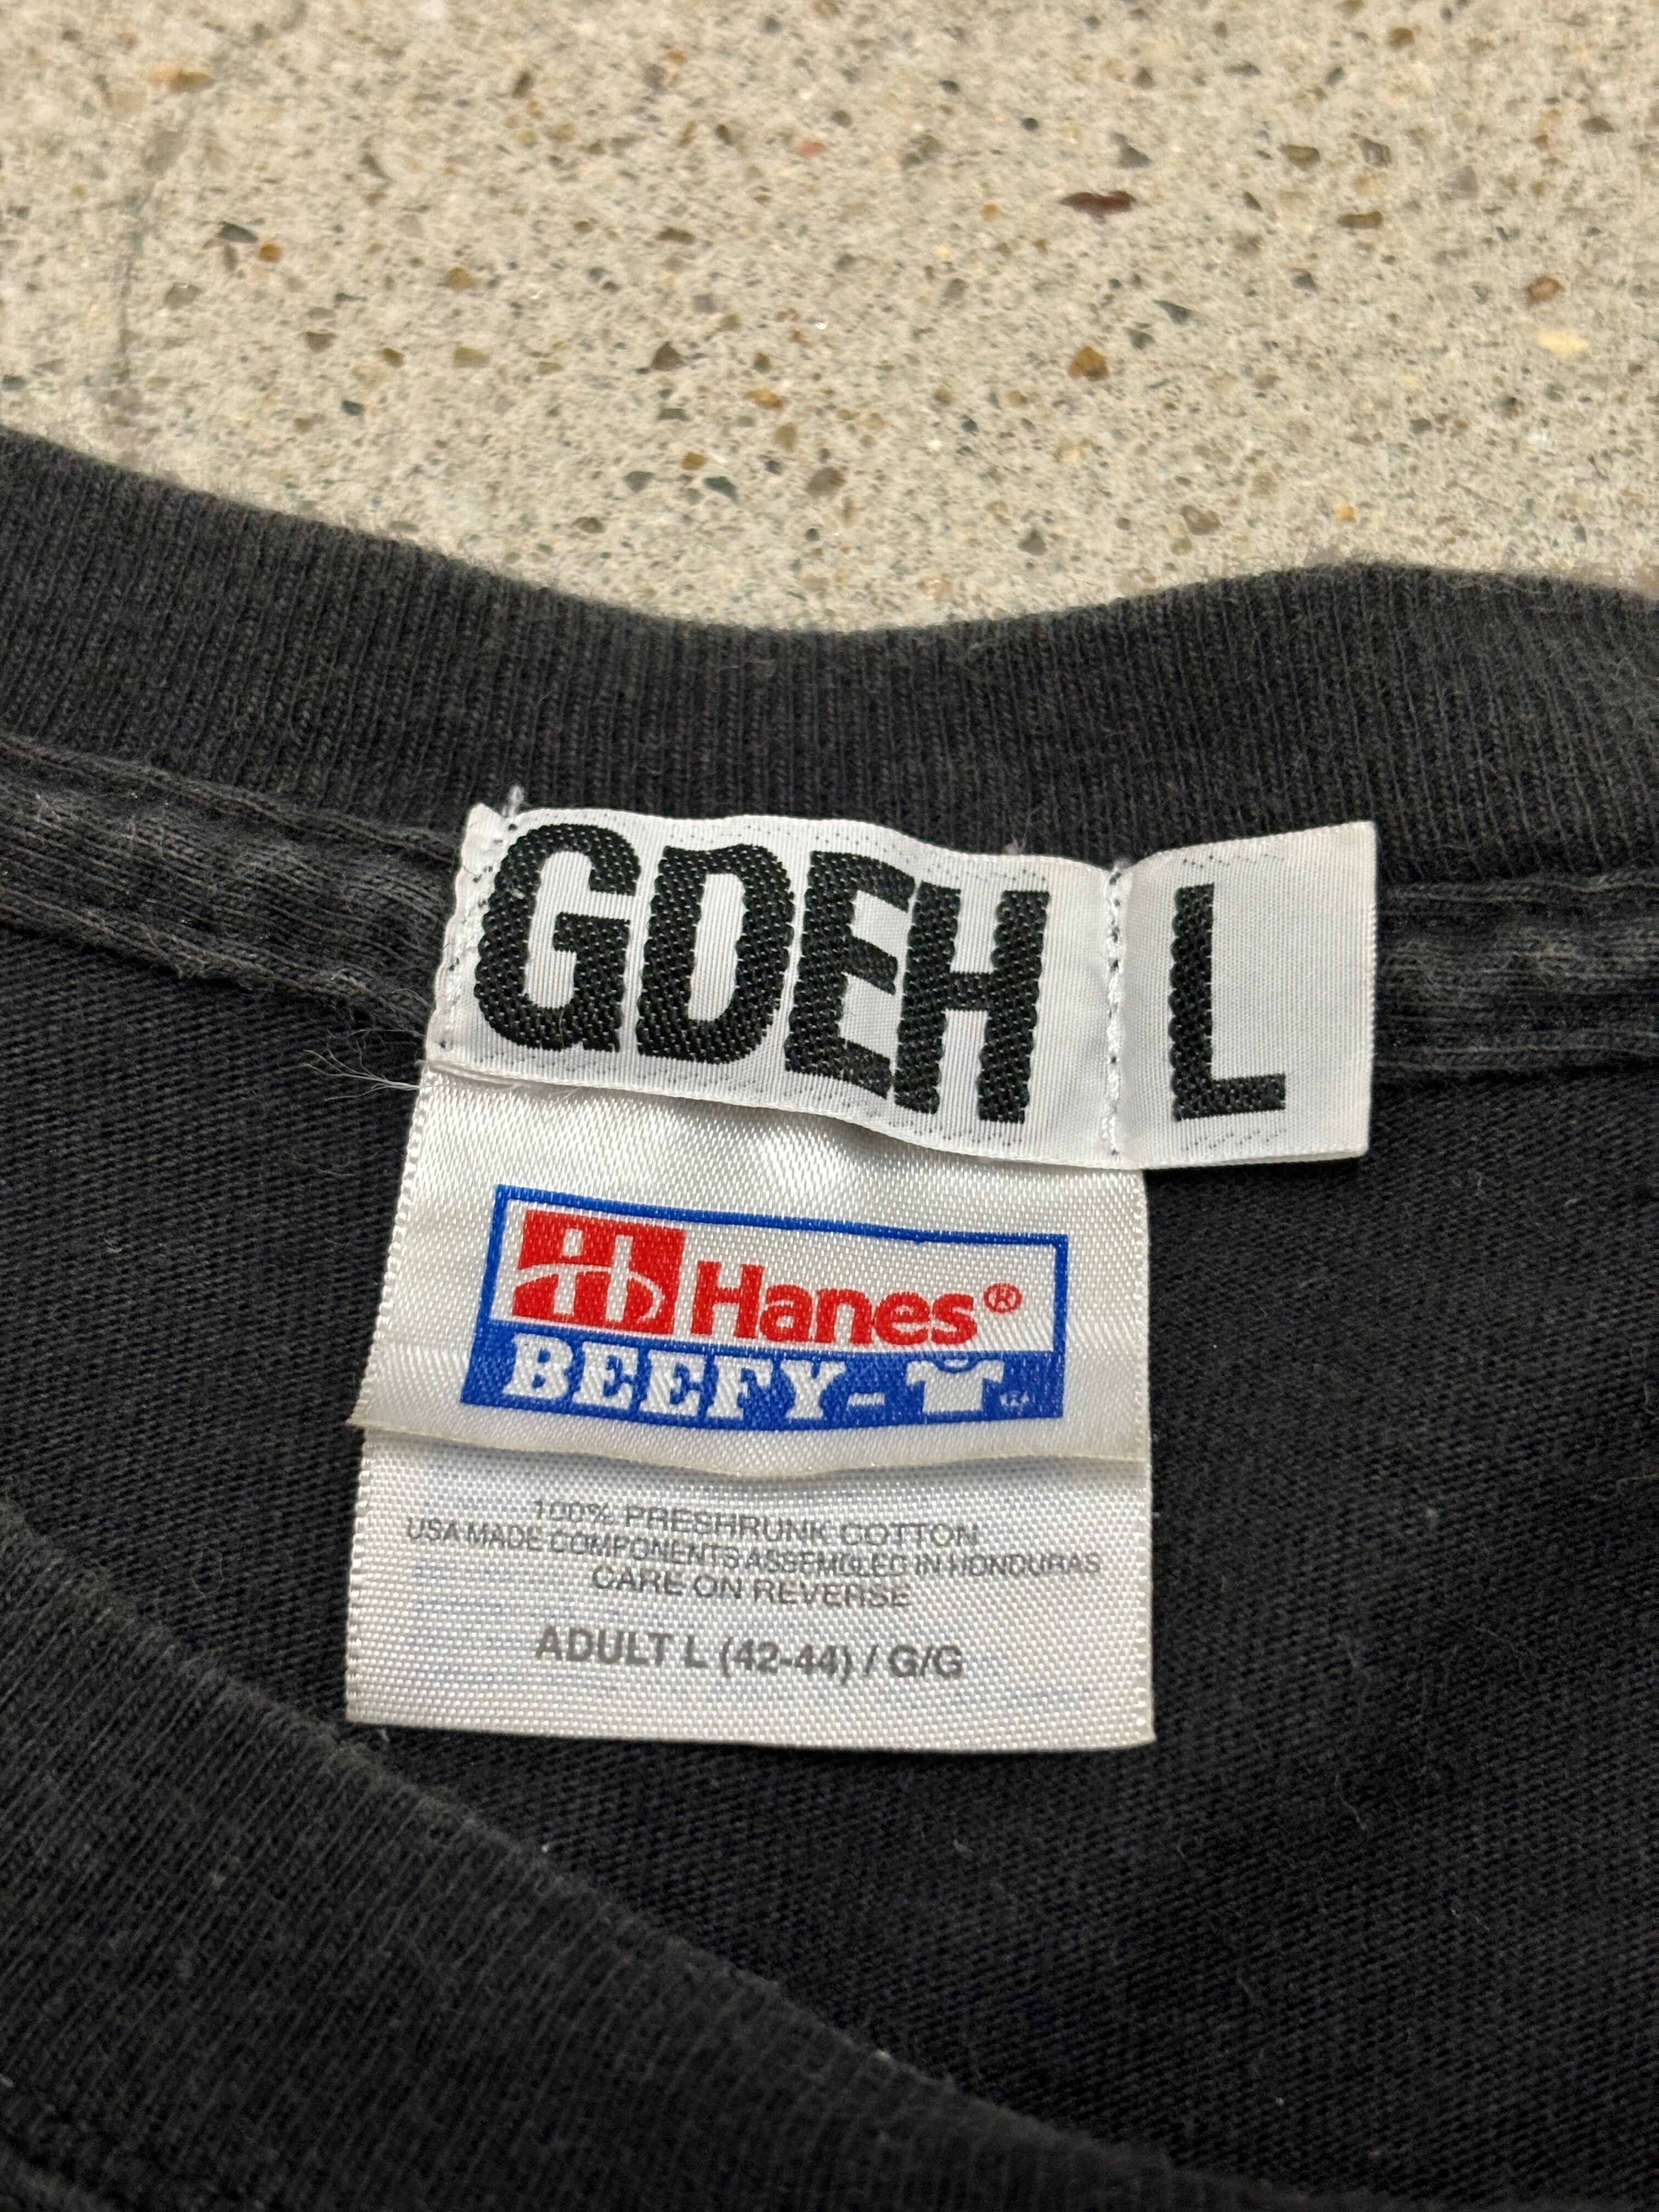 GDEH L
Hanes®
BEEFY-T
100% PRESHRUNK COTTON
USA MADE COMPONENTS ASSEMBLED IN HONDURAS
CARE ON REVERSE
ADULT L (42-44) / G/G